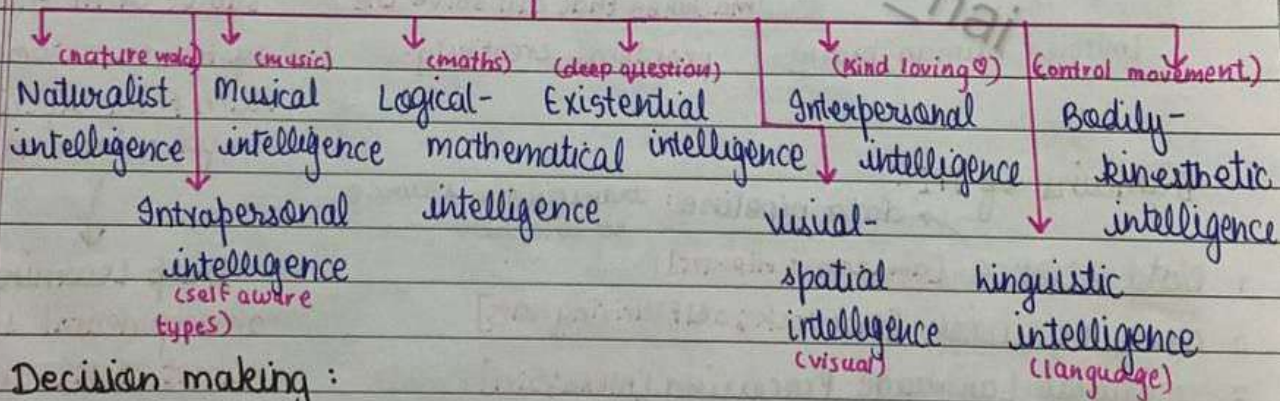 (nature wala) (music) (maths) (deep question) (kind loving♡) (control movement)
Naturalist Musical Logical- Existential Interpersonal Bodily-
intelligence intelligence mathematical intelligence intelligence kinesthetic
Intrapersonal intelligence Visual- intelligence
intelligence spatial Linguistic
(self aware intelligence intelligence
types) (visual) (language)
Decision making :